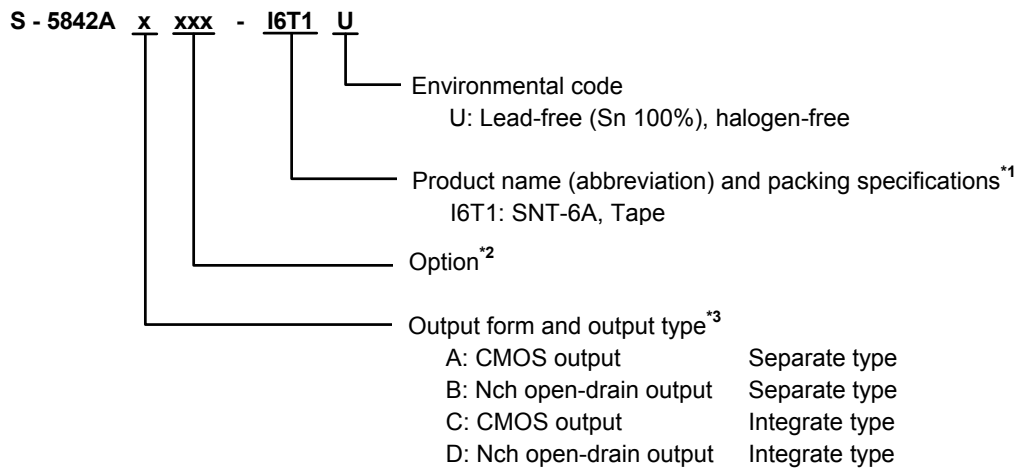 S - 5842A x xxx - I6T1 U
Environmental code
U: Lead-free (Sn 100%), halogen-free
Product name (abbreviation) and packing specifications*1
I6T1: SNT-6A, Tape
Option*2
Output form and output type*3
A: CMOS output Separate type
B: Nch open-drain output Separate type
C: CMOS output Integrate type
D: Nch open-drain output Integrate type